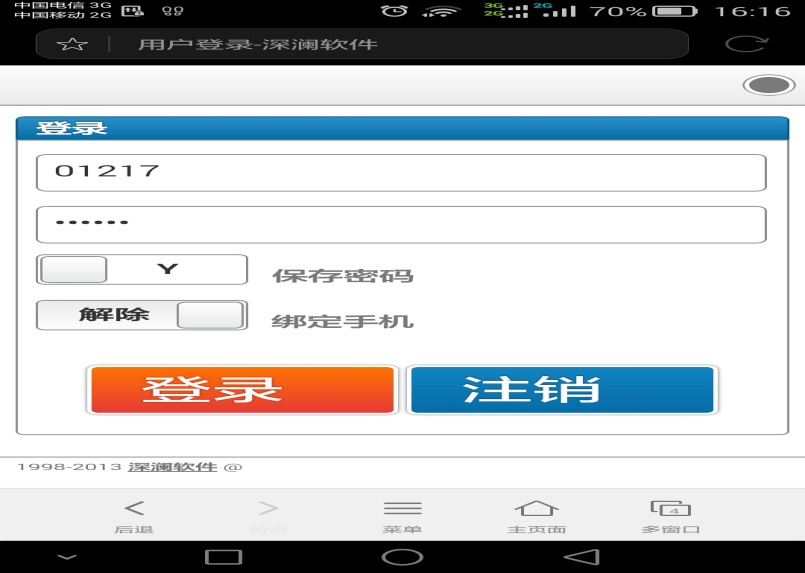 中国电信 3G
中国移动 2G
3G
2G
2G
70%
16:16
用户登录-深澜软件
登录
01217
••••••
Y
保存密码
解除
绑定手机
登录
注销
1998-2013 深澜软件 @
4
后退
前进
菜单
主页面
多窗口